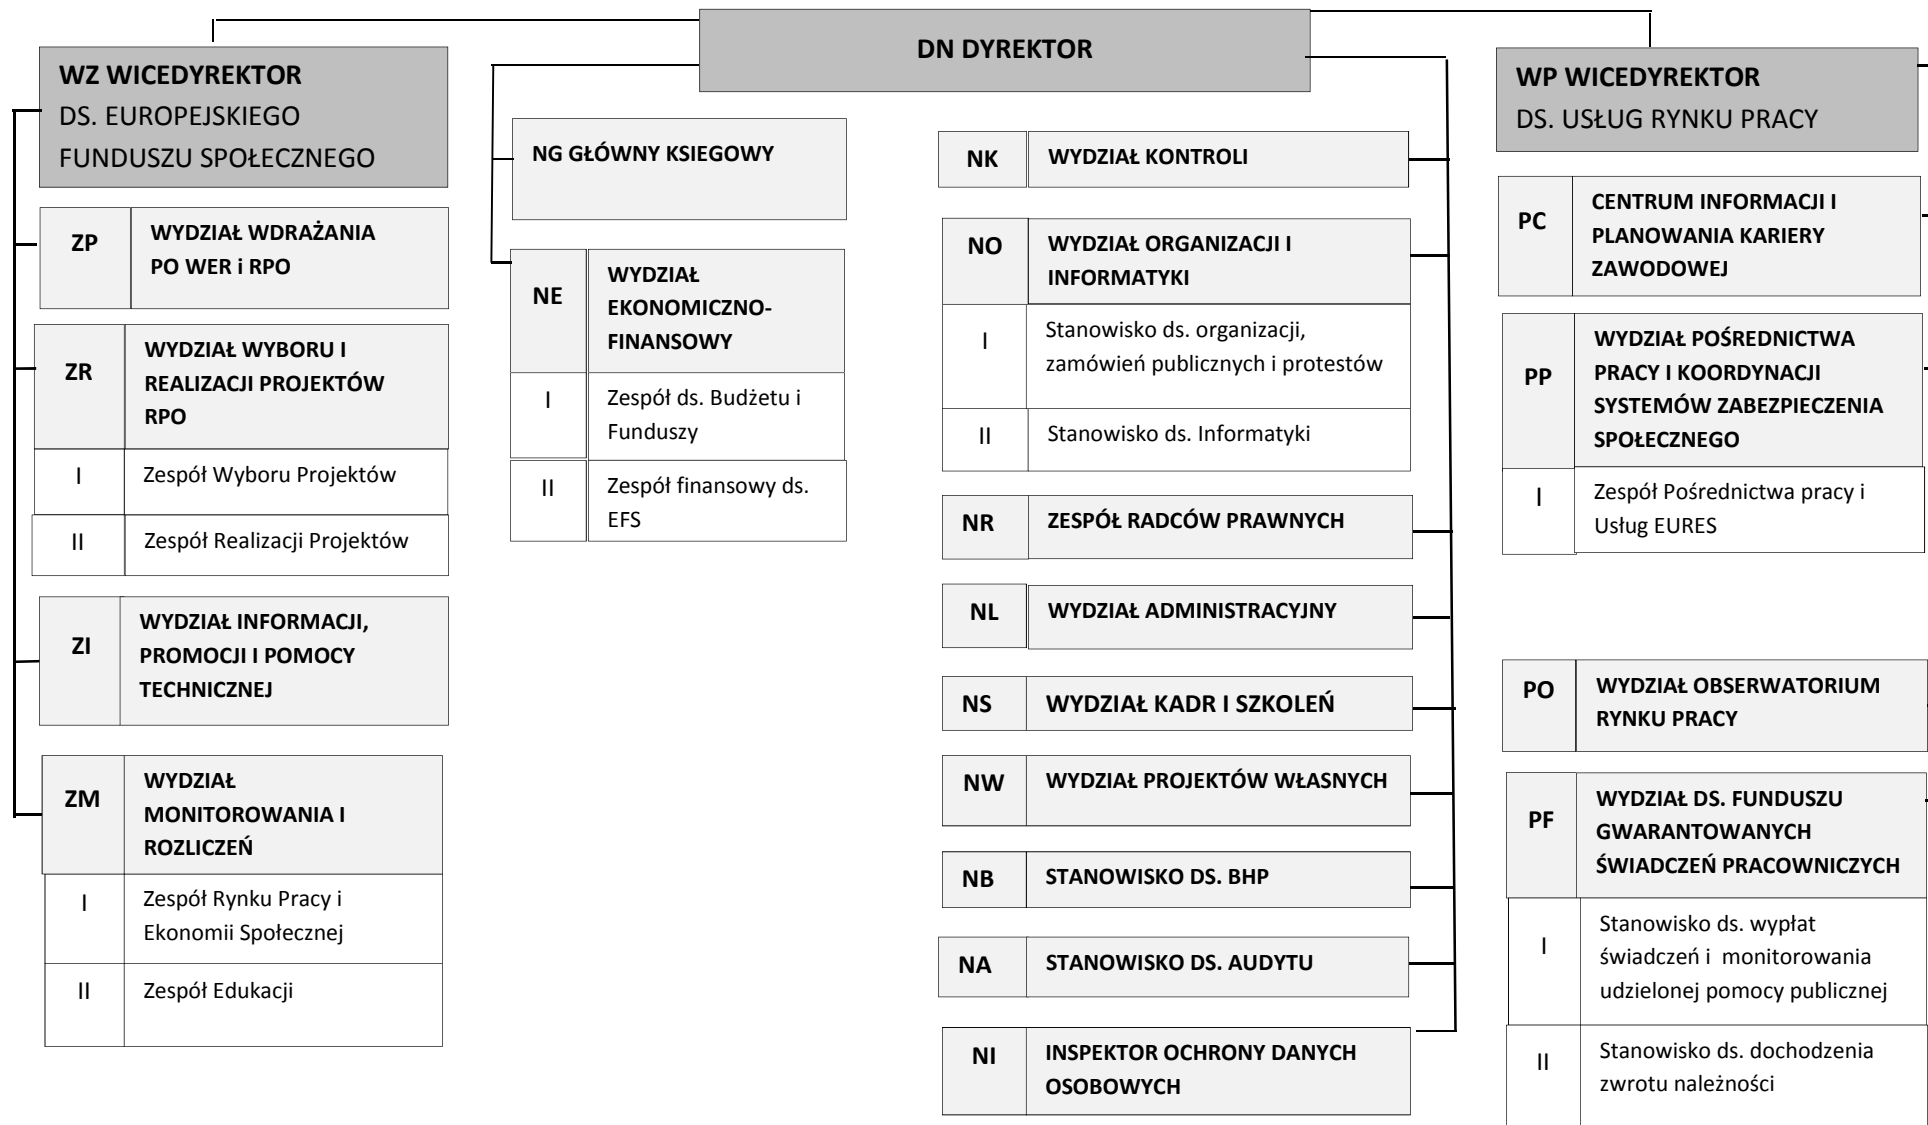 DN DYREKTOR
WZ WICEDYREKTOR
DS. EUROPEJSKIEGO
FUNDUSZU SPOŁECZNEGO
ZP
WYDZIAŁ WDRAŻANIA
PO WER i RPO
ZR
WYDZIAŁ WYBORU I
REALIZACJI PROJEKTÓW
RPO
I
Zespół Wyboru Projektów
II
Zespół Realizacji Projektów
ZI
WYDZIAŁ INFORMACJI,
PROMOCJI I POMOCY
TECHNICZNEJ
ZM
WYDZIAŁ
MONITOROWANIA I
ROZLICZEŃ
I
Zespół Rynku Pracy i
Ekonomii Społecznej
II
Zespół Edukacji
NG GŁÓWNY KSIEGOWY
NE
WYDZIAŁ
EKONOMICZNO-
FINANSOWY
I
Zespół ds. Budżetu i
Funduszy
II
Zespół finansowy ds.
EFS
NK
WYDZIAŁ KONTROLI
NO
WYDZIAŁ ORGANIZACJI I
INFORMATYKI
I
Stanowisko ds. organizacji,
zamówień publicznych i protestów
II
Stanowisko ds. Informatyki
NR
ZESPÓŁ RADCÓW PRAWNYCH
NL
WYDZIAŁ ADMINISTRACYJNY
NS
WYDZIAŁ KADR I SZKOLEŃ
NW
WYDZIAŁ PROJEKTÓW WŁASNYCH
NB
STANOWISKO DS. BHP
NA
STANOWISKO DS. AUDYTU
NI
INSPEKTOR OCHRONY DANYCH
OSOBOWYCH
WP WICEDYREKTOR
DS. USŁUG RYNKU PRACY
PC
CENTRUM INFORMACJI I
PLANOWANIA KARIERY
ZAWODOWEJ
PP
WYDZIAŁ POŚREDNICTWA
PRACY I KOORDYNACJI
SYSTEMÓW ZABEZPIECZENIA
SPOŁECZNEGO
I
Zespół Pośrednictwa pracy i
Usług EURES
PO
WYDZIAŁ OBSERWATORIUM
RYNKU PRACY
PF
WYDZIAŁ DS. FUNDUSZU
GWARANTOWANYCH
ŚWIADCZEŃ PRACOWNICZYCH
I
Stanowisko ds. wypłat
świadczeń i monitorowania
udzielonej pomocy publicznej
II
Stanowisko ds. dochodzenia
zwrotu należności